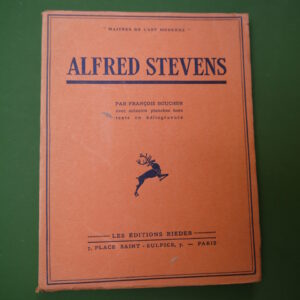 " MAITRES DE L'ART MODERNE "
ALFRED STEVENS
PAR FRANÇOIS BOUCHER
avec soixante planches hors
texte en héliogravure
LES ÉDITIONS RIEDER
7, PLACE SAINT-SULPICE, 7. — PARIS